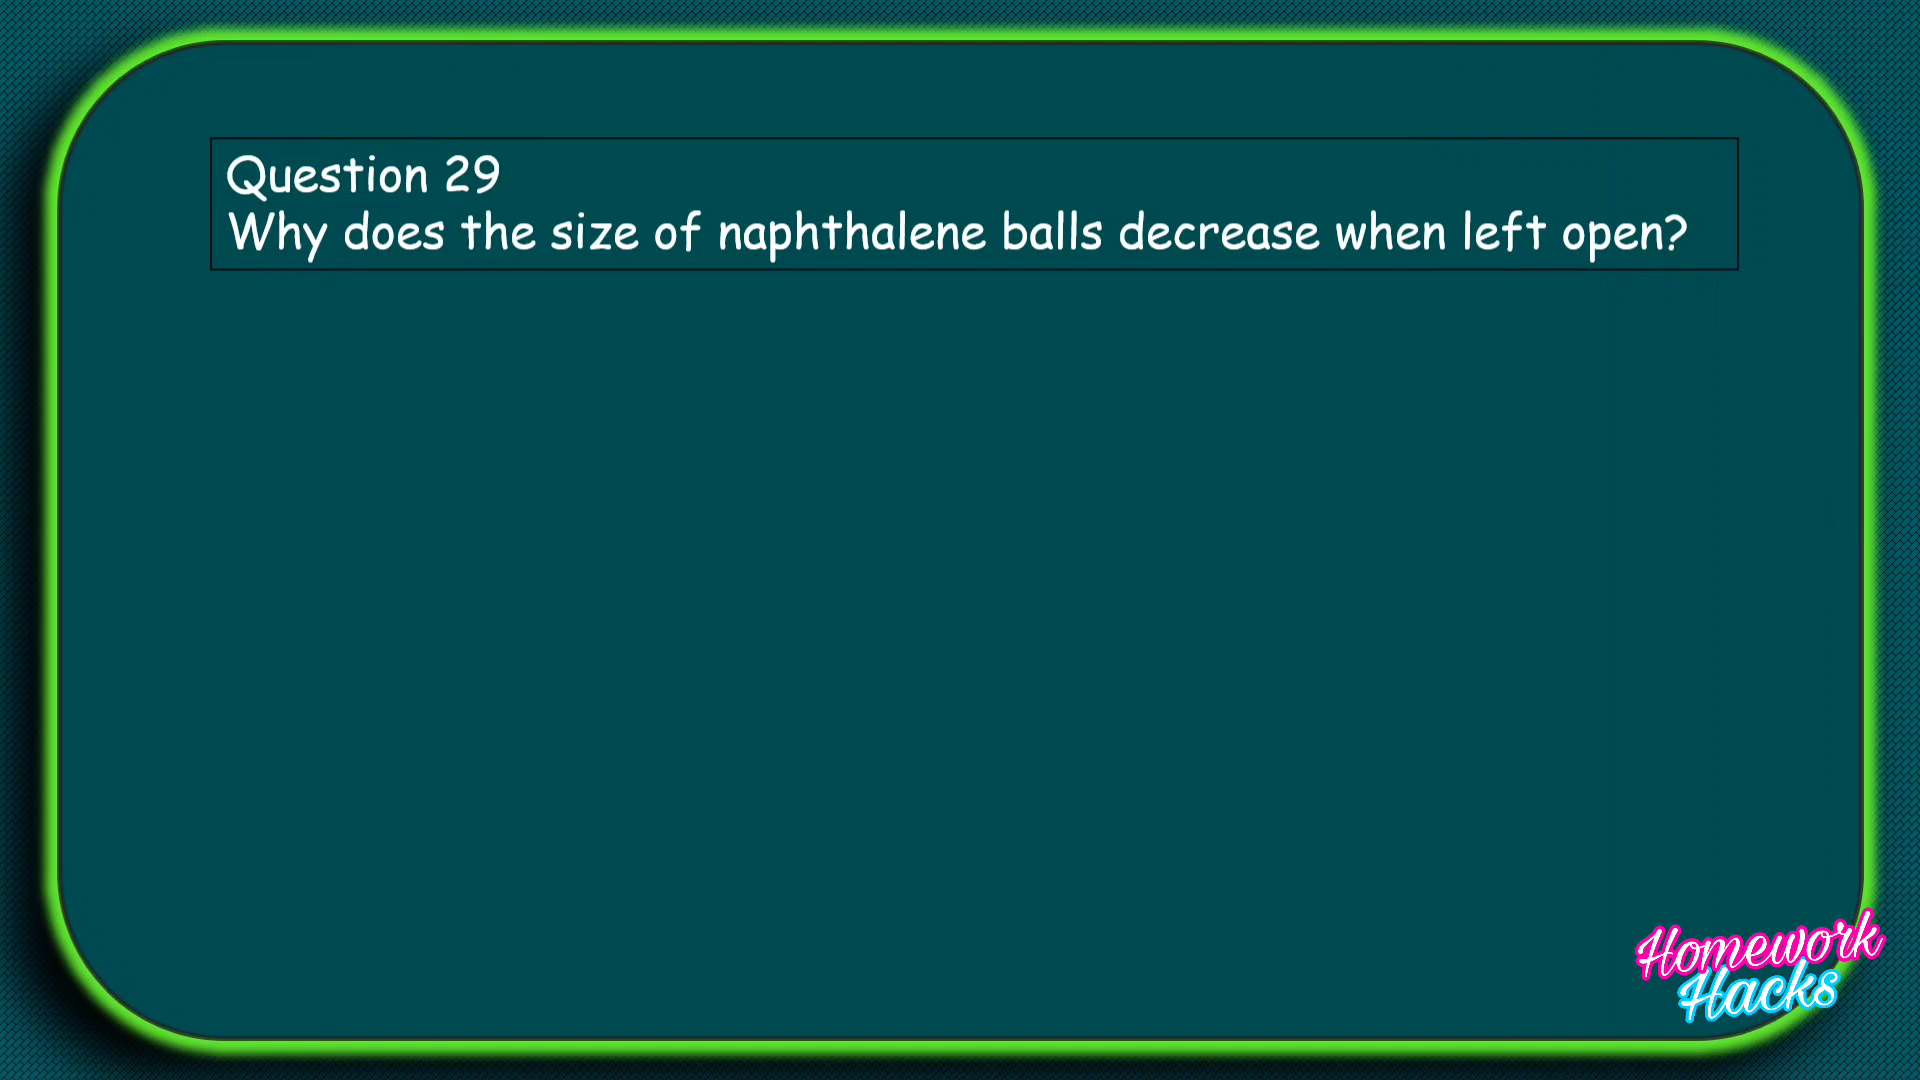 Question 29
Why does the size of naphthalene balls decrease when left open?
Homework
Hacks